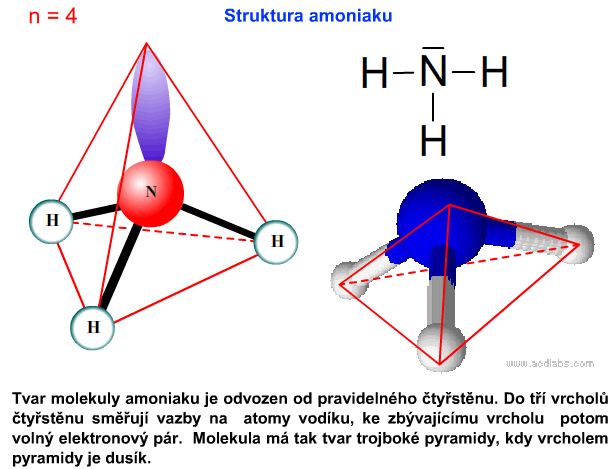 n = 4
Struktura amoniaku
H N H
H
N
H
H
H
www.acdlabs.com
Tvar molekuly amoniaku je odvozen od pravidelného čtyřstěnu. Do tří vrcholů
čtyřstěnu směřují vazby na atomy vodíku, ke zbývajícímu vrcholu potom
volný elektronový pár. Molekula má tak tvar trojboké pyramidy, kdy vrcholem
pyramidy je dusík.